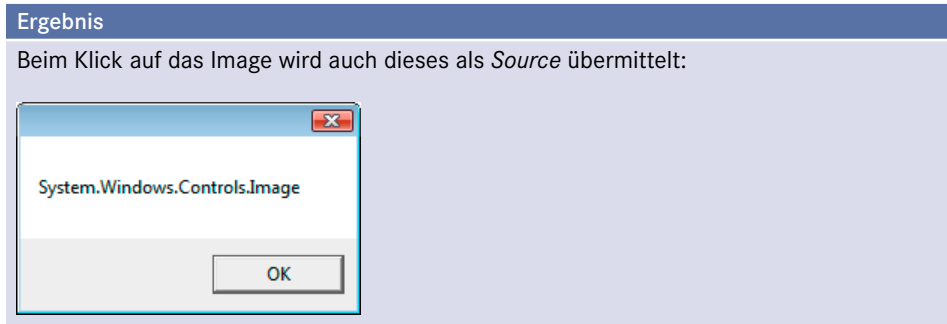 Ergebnis
Beim Klick auf das Image wird auch dieses als Source übermittelt:
System.Windows.Controls.Image
OK